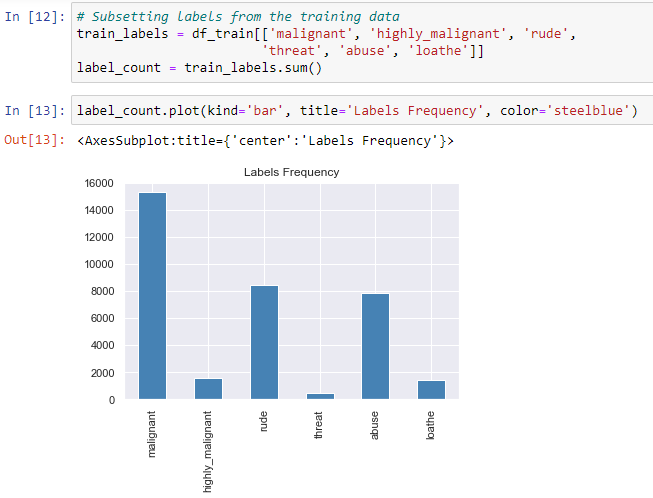 In [12]: # Subsetting labels from the training data
train_labels = df_train[['malignant', 'highly_malignant', 'rude',
'threat', 'abuse', 'loathe']]
label_count = train_labels.sum()
In [13]: label_count.plot(kind='bar', title='Labels Frequency', color='steelblue')
Out[13]: <AxesSubplot:title={'center':'Labels Frequency'}>
Labels Frequency
16000
14000
12000
10000
8000
6000
4000
2000
0
malignant
highly_malignant
rude
threat
abuse
loathe